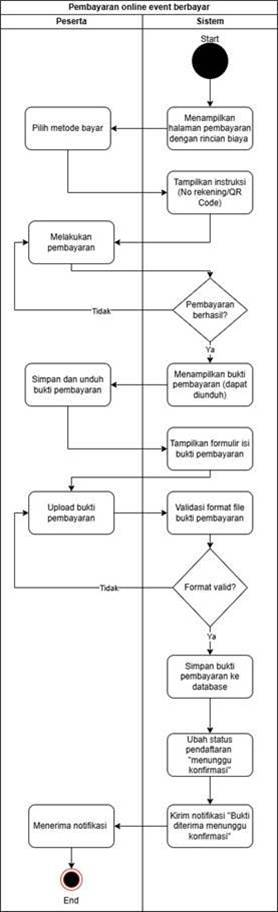 Pembayaran online event berbayar
Peserta
Sistem
Start
Menampilkan
halaman pembayaran
dengan rincian biaya
Pilih metode bayar
Tampilkan instruksi
(No rekening/QR
Code)
Melakukan
pembayaran
Pembayaran
berhasil?
Tidak
Ya
Menampilkan bukti
pembayaran (dapat
diunduh)
Simpan dan unduh
bukti pembayaran
Tampilkan formulir isi
bukti pembayaran
Upload bukti
pembayaran
Validasi format file
bukti pembayaran
Format valid?
Tidak
Ya
Simpan bukti
pembayaran ke
database
Ubah status
pendaftaran
"menunggu
konfirmasi"
Kirim notifikasi "Bukti
diterima menunggu
konfirmasi"
Menerima notifikasi
End